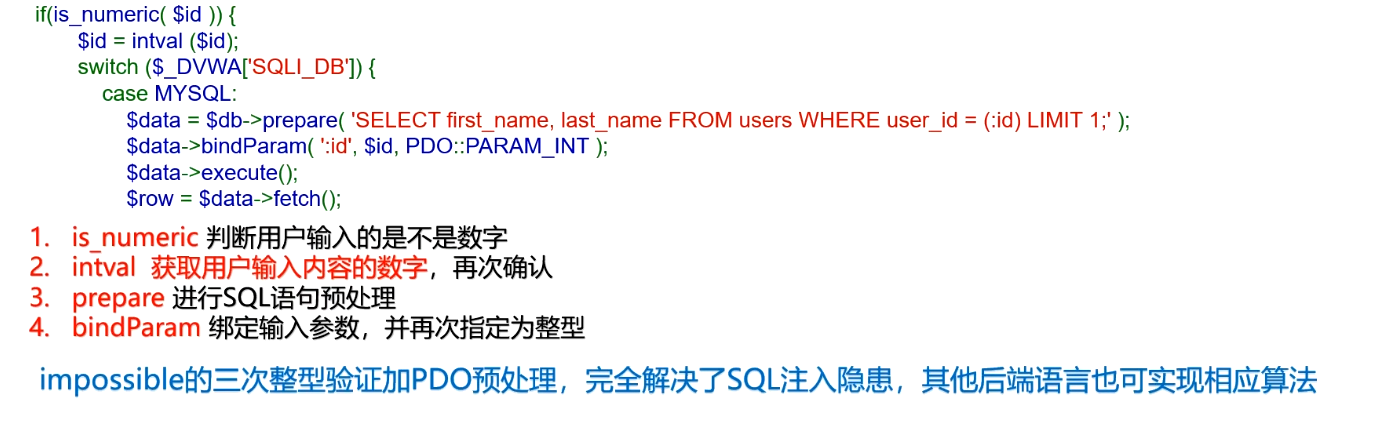 if(is_numeric( $id )) {
$id = intval ($id);
switch ($_DVWA['SQLI_DB']) {
case MYSQL:
$data = $db->prepare( 'SELECT first_name, last_name FROM users WHERE user_id = (:id) LIMIT 1;' );
$data->bindParam( ':id', $id, PDO::PARAM_INT );
$data->execute();
$row = $data->fetch();
1. is_numeric 判断用户输入的是不是数字
2. intval 获取用户输入内容的数字，再次确认
3. prepare 进行SQL语句预处理
4. bindParam 绑定输入参数，并再次指定为整型
impossible的三次整型验证加PDO预处理，完全解决了SQL注入隐患，其他后端语言也可实现相应算法